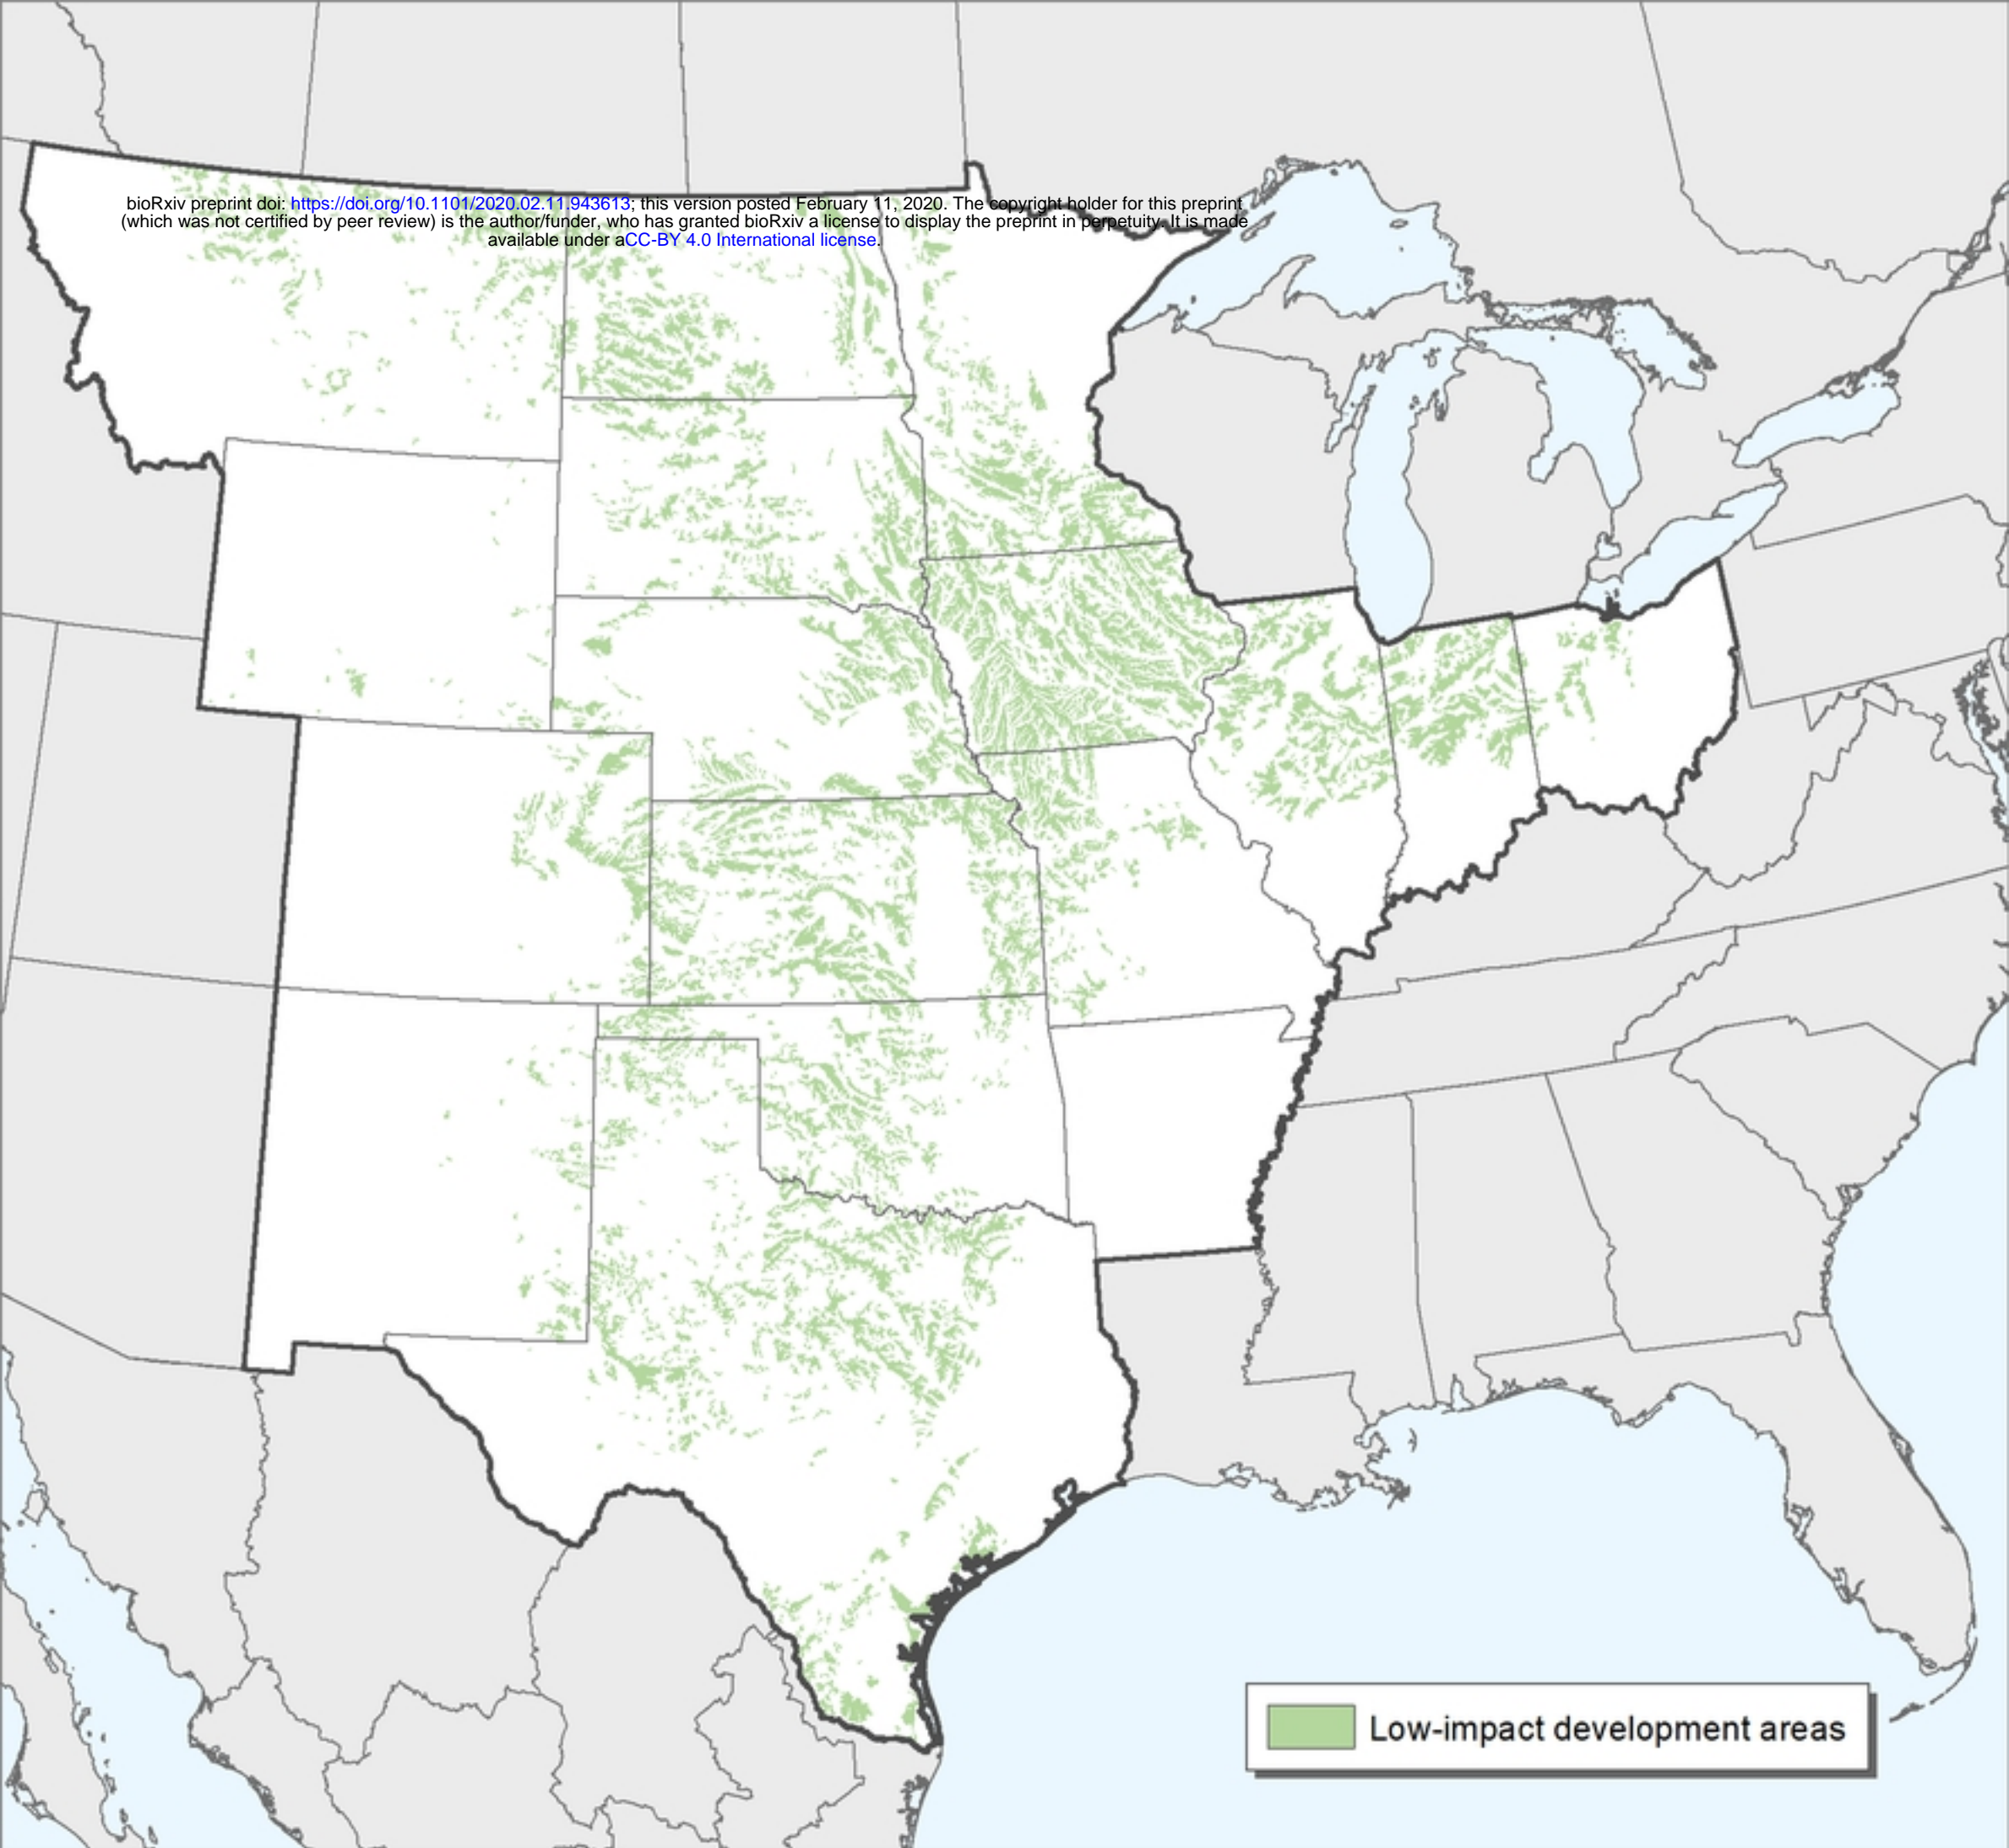 bioRxiv preprint doi: https://doi.org/10.1101/2020.02.11.943613; this version posted February 11, 2020. The copyright holder for this preprint
(which was not certified by peer review) is the author/funder, who has granted bioRxiv a license to display the preprint in perpetuity. It is made
available under aCC-BY 4.0 International license.
Low-impact development areas